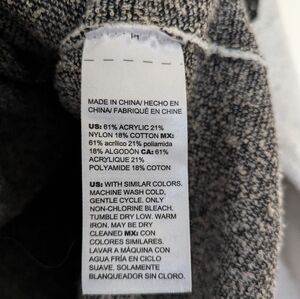 MADE IN CHINA/ HECHO EN
CHINA/ FABRIQUÉ EN CHINE
US: 61% ACRYLIC 21%
NYLON 18% COTTON MX:
61% acrílico 21% poliamida
18% ALGODÓN CA: 61%
ACRYLIQUE 21%
POLYAMIDE 18% COTON
US: WITH SIMILAR COLORS.
MACHINE WASH COLD,
GENTLE CYCLE. ONLY
NON-CHLORINE BLEACH.
TUMBLE DRY LOW. WARM
IRON. MAY BE DRY
CLEANED MX: CON
COLORES SIMILARES.
LAVAR A MÁQUINA CON
AGUA FRÍA EN CICLO
SUAVE. SOLAMENTE
BLANQUEAR SIN CLORO.